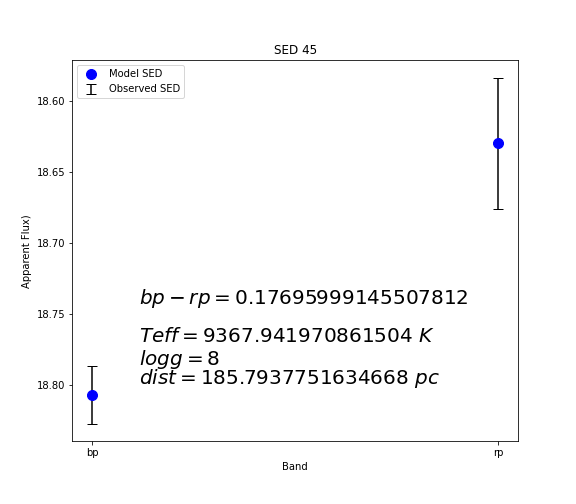 SED 45
Model SED
Observed SED
18.60
18.65
18.70
18.75
18.80
Apparent Flux)
bp − rp = 0.17695999145507812
Teff = 9367.941970861504 K
logg = 8
dist = 185.7937751634668 pc
bp
rp
Band